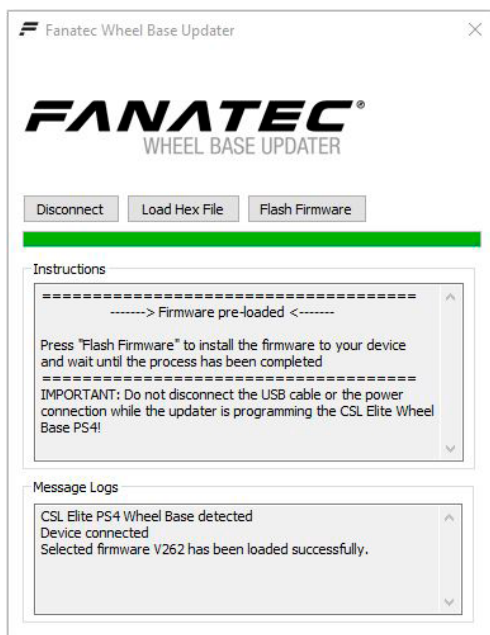 Fanatec Wheel Base Updater
FANATEC®
WHEEL BASE UPDATER
Disconnect Load Hex File Flash Firmware
Instructions
=======================================
-------> Firmware pre-loaded <-------
Press "Flash Firmware" to install the firmware to your device
and wait until the process has been completed
=======================================
IMPORTANT: Do not disconnect the USB cable or the power
connection while the updater is programming the CSL Elite Wheel
Base PS4!
Message Logs
CSL Elite PS4 Wheel Base detected
Device connected
Selected firmware V262 has been loaded successfully.